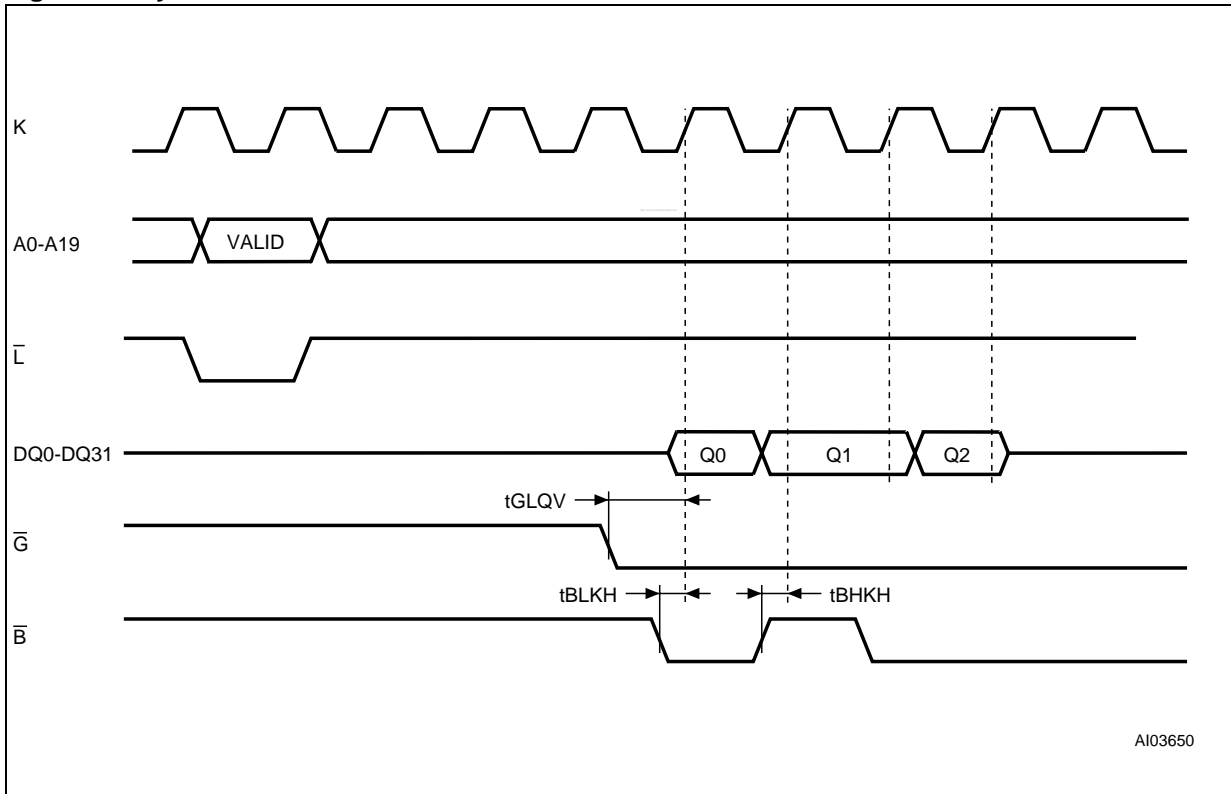 K
A0-A19
VALID
L̅
DQ0-DQ31
Q0
Q1
Q2
tGLQV
G̅
tBLKH
tBHKH
B̅
AI03650